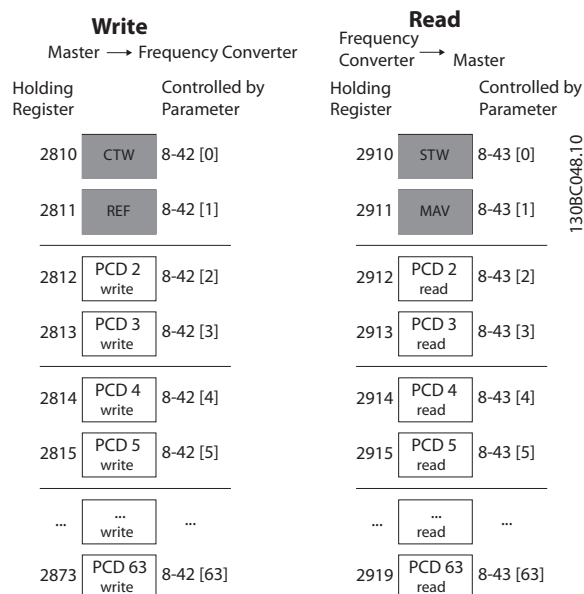 Write
Master → Frequency Converter
Holding Register
Controlled by Parameter
2810 CTW 8-42 [0]
2811 REF 8-42 [1]
2812 PCD 2 write 8-42 [2]
2813 PCD 3 write 8-42 [3]
2814 PCD 4 write 8-42 [4]
2815 PCD 5 write 8-42 [5]
... ... write ...
2873 PCD 63 write 8-42 [63]
Read
Frequency Converter → Master
Holding Register
Controlled by Parameter
2910 STW 8-43 [0]
2911 MAV 8-43 [1]
2912 PCD 2 read 8-43 [2]
2913 PCD 3 read 8-43 [3]
2914 PCD 4 read 8-43 [4]
2915 PCD 5 read 8-43 [5]
... ... read ...
2919 PCD 63 read 8-43 [63]
130BC048.10